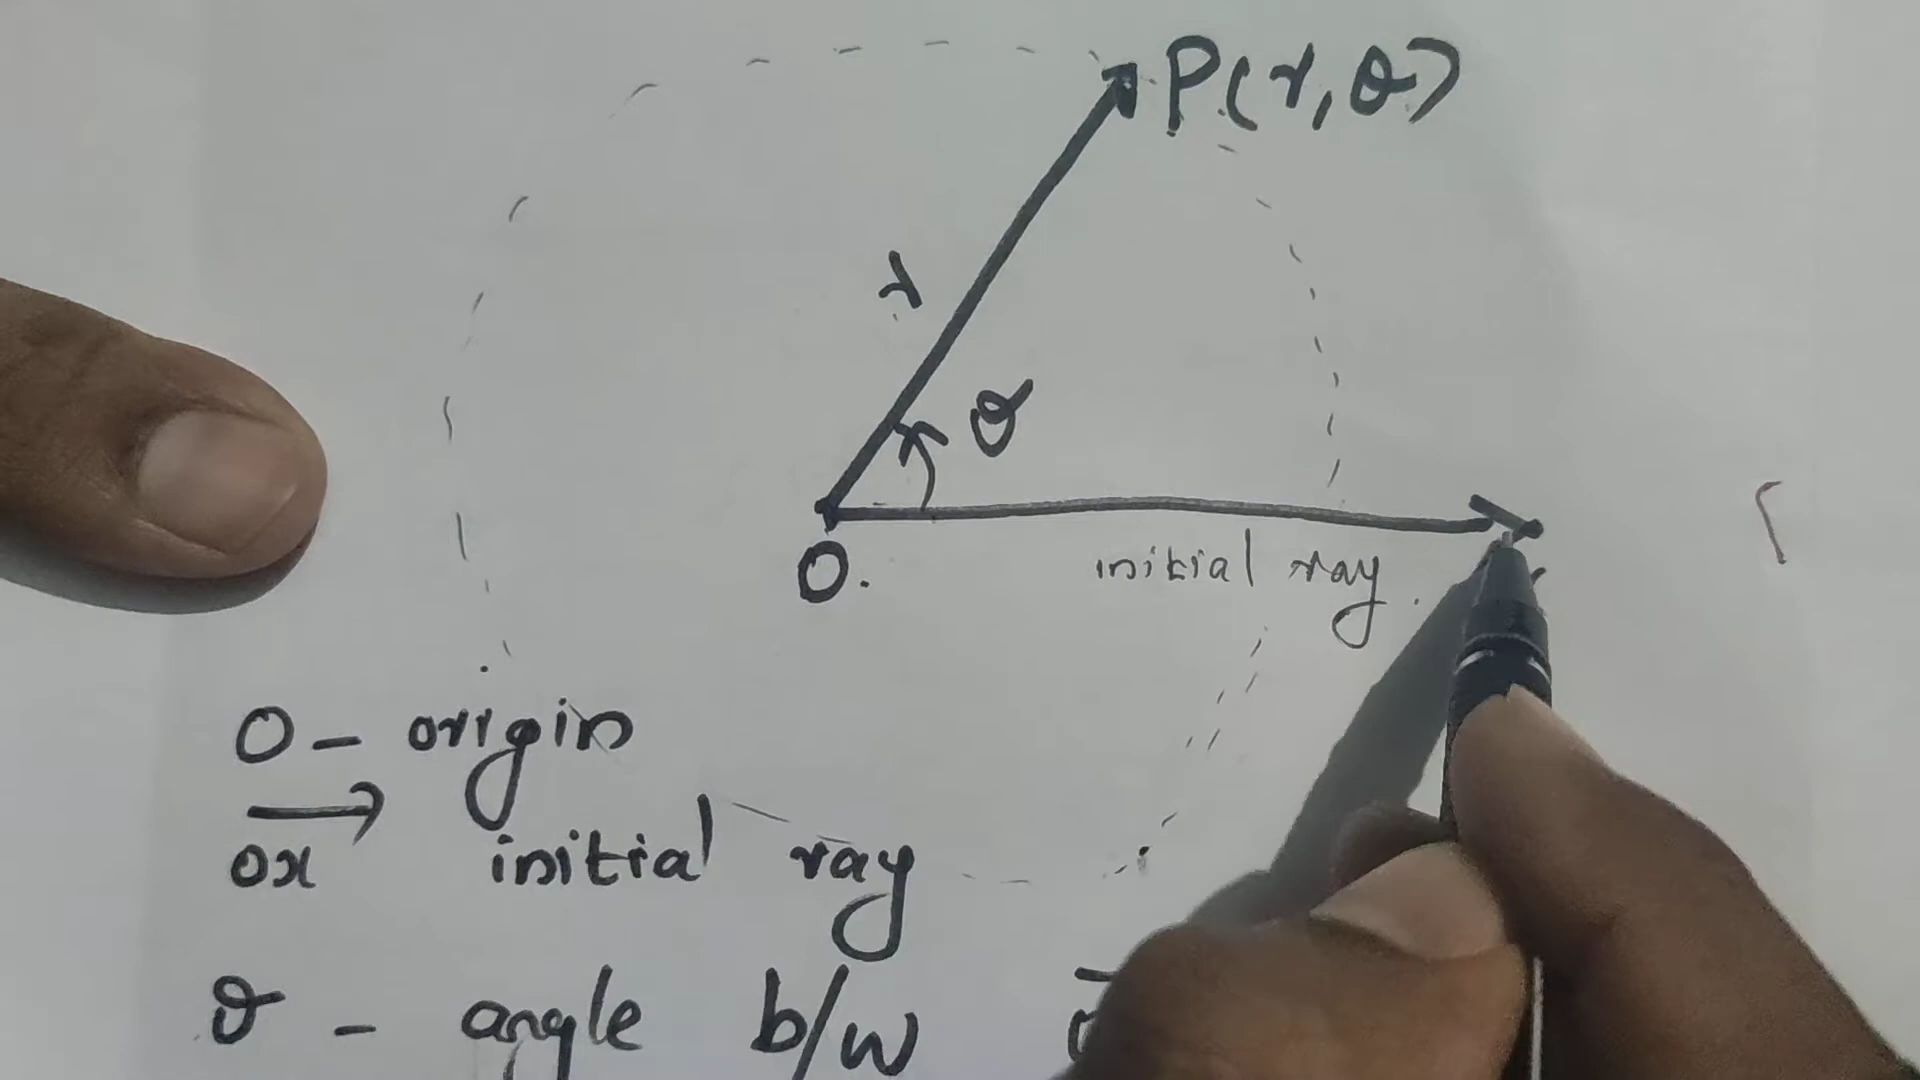 P(r, θ)
r
θ
O.
initial ray.
O - origin
ox initial ray
θ - angle b/w